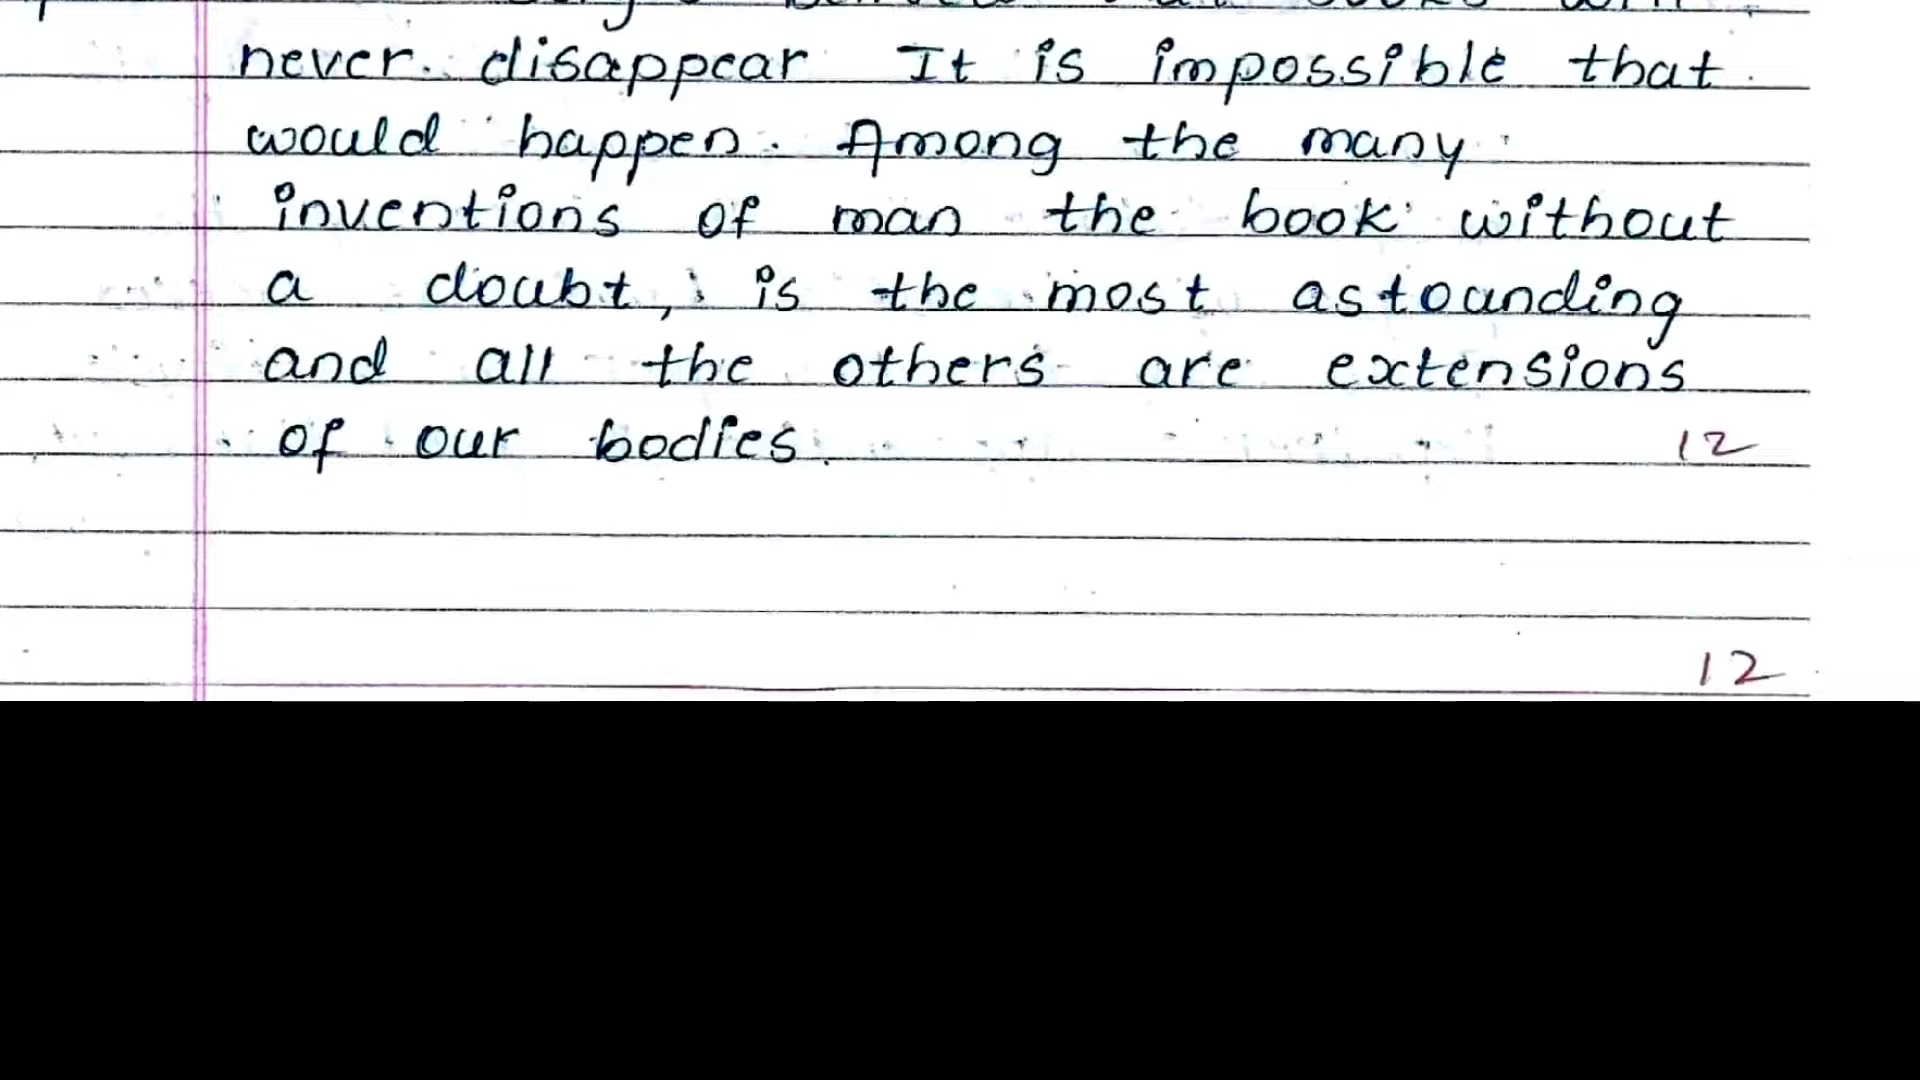 never. disappear It is impossible that
would happen. Among the many
inventions of man the book without
a doubt, is the most astounding
and all the others are extensions
of our bodies. 12
12